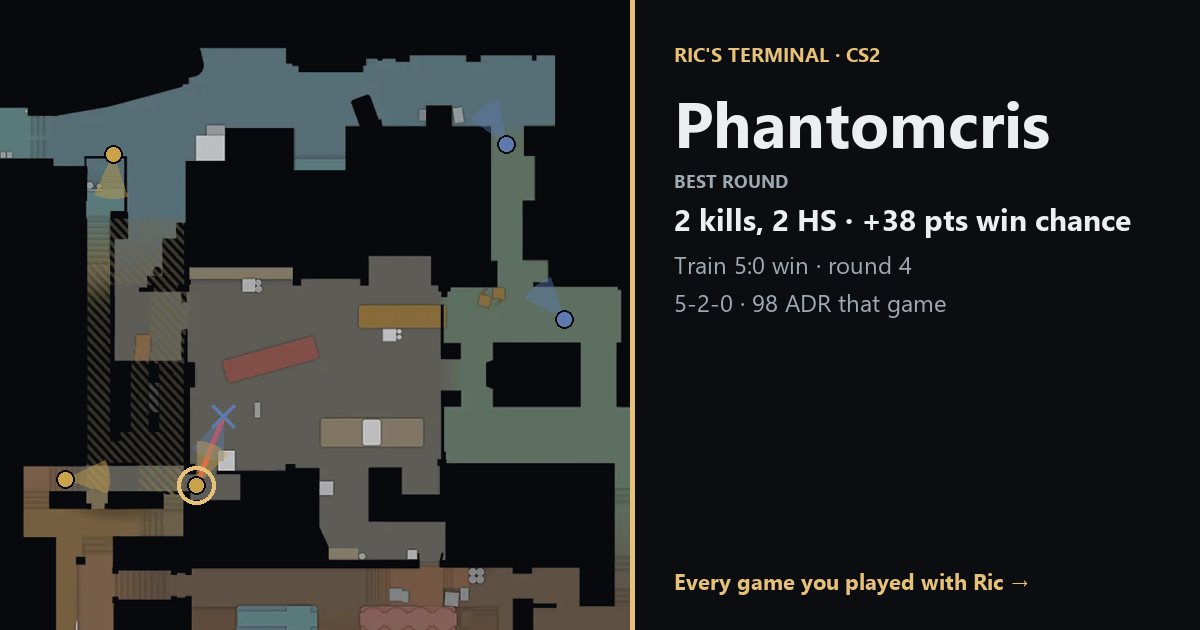 RIC'S TERMINAL · CS2
Phantomcris
BEST ROUND
2 kills, 2 HS · +38 pts win chance
Train 5:0 win · round 4
5-2-0 · 98 ADR that game
Every game you played with Ric →